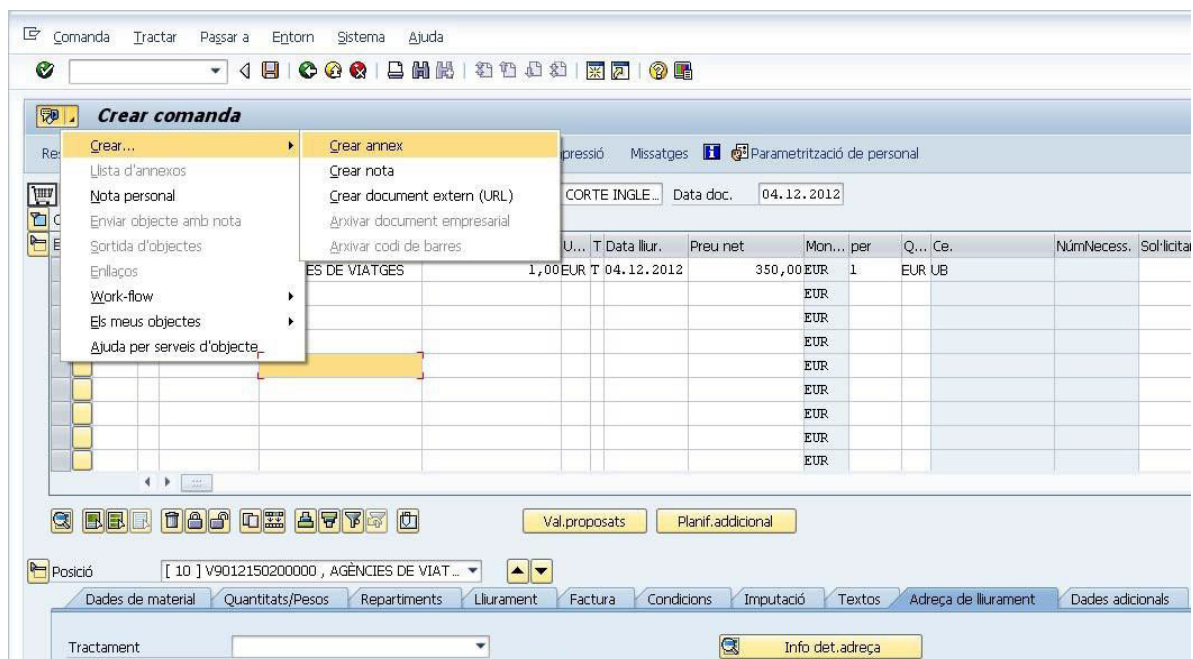 Comanda Tractar Passar a Entorn Sistema Ajuda
Crear comanda
Crear...
Llista d'annexos
Nota personal
Enviar objecte amb nota
Sortida d'objectes
Enllaços
Work-flow
Els meus objectes
Ajuda per serveis d'objecte
Crear annex
Crear nota
Crear document extern (URL)
Arxivar document empresarial
Arxivar codi de barres
Missatges Parametrització de personal
CORTE INGLE... Data doc. 04.12.2012
U... T Data lliur. Preu net Mon... per Q... Ce. NúmNecess.
ES DE VIATGES 1,00 EUR T 04.12.2012 350,00 EUR 1 EUR UB
EUR
EUR
EUR
EUR
EUR
EUR
EUR
EUR
Val.proposats Planif.addicional
Posició [ 10 ] V9012150200000 , AGÈNCIES DE VIAT...
Dades de material Quantitats/Pesos Repartiments Lliurament Factura Condicions Imputació Textos Adreça de lliurament Dades adicionals
Tractament Info det.adreça